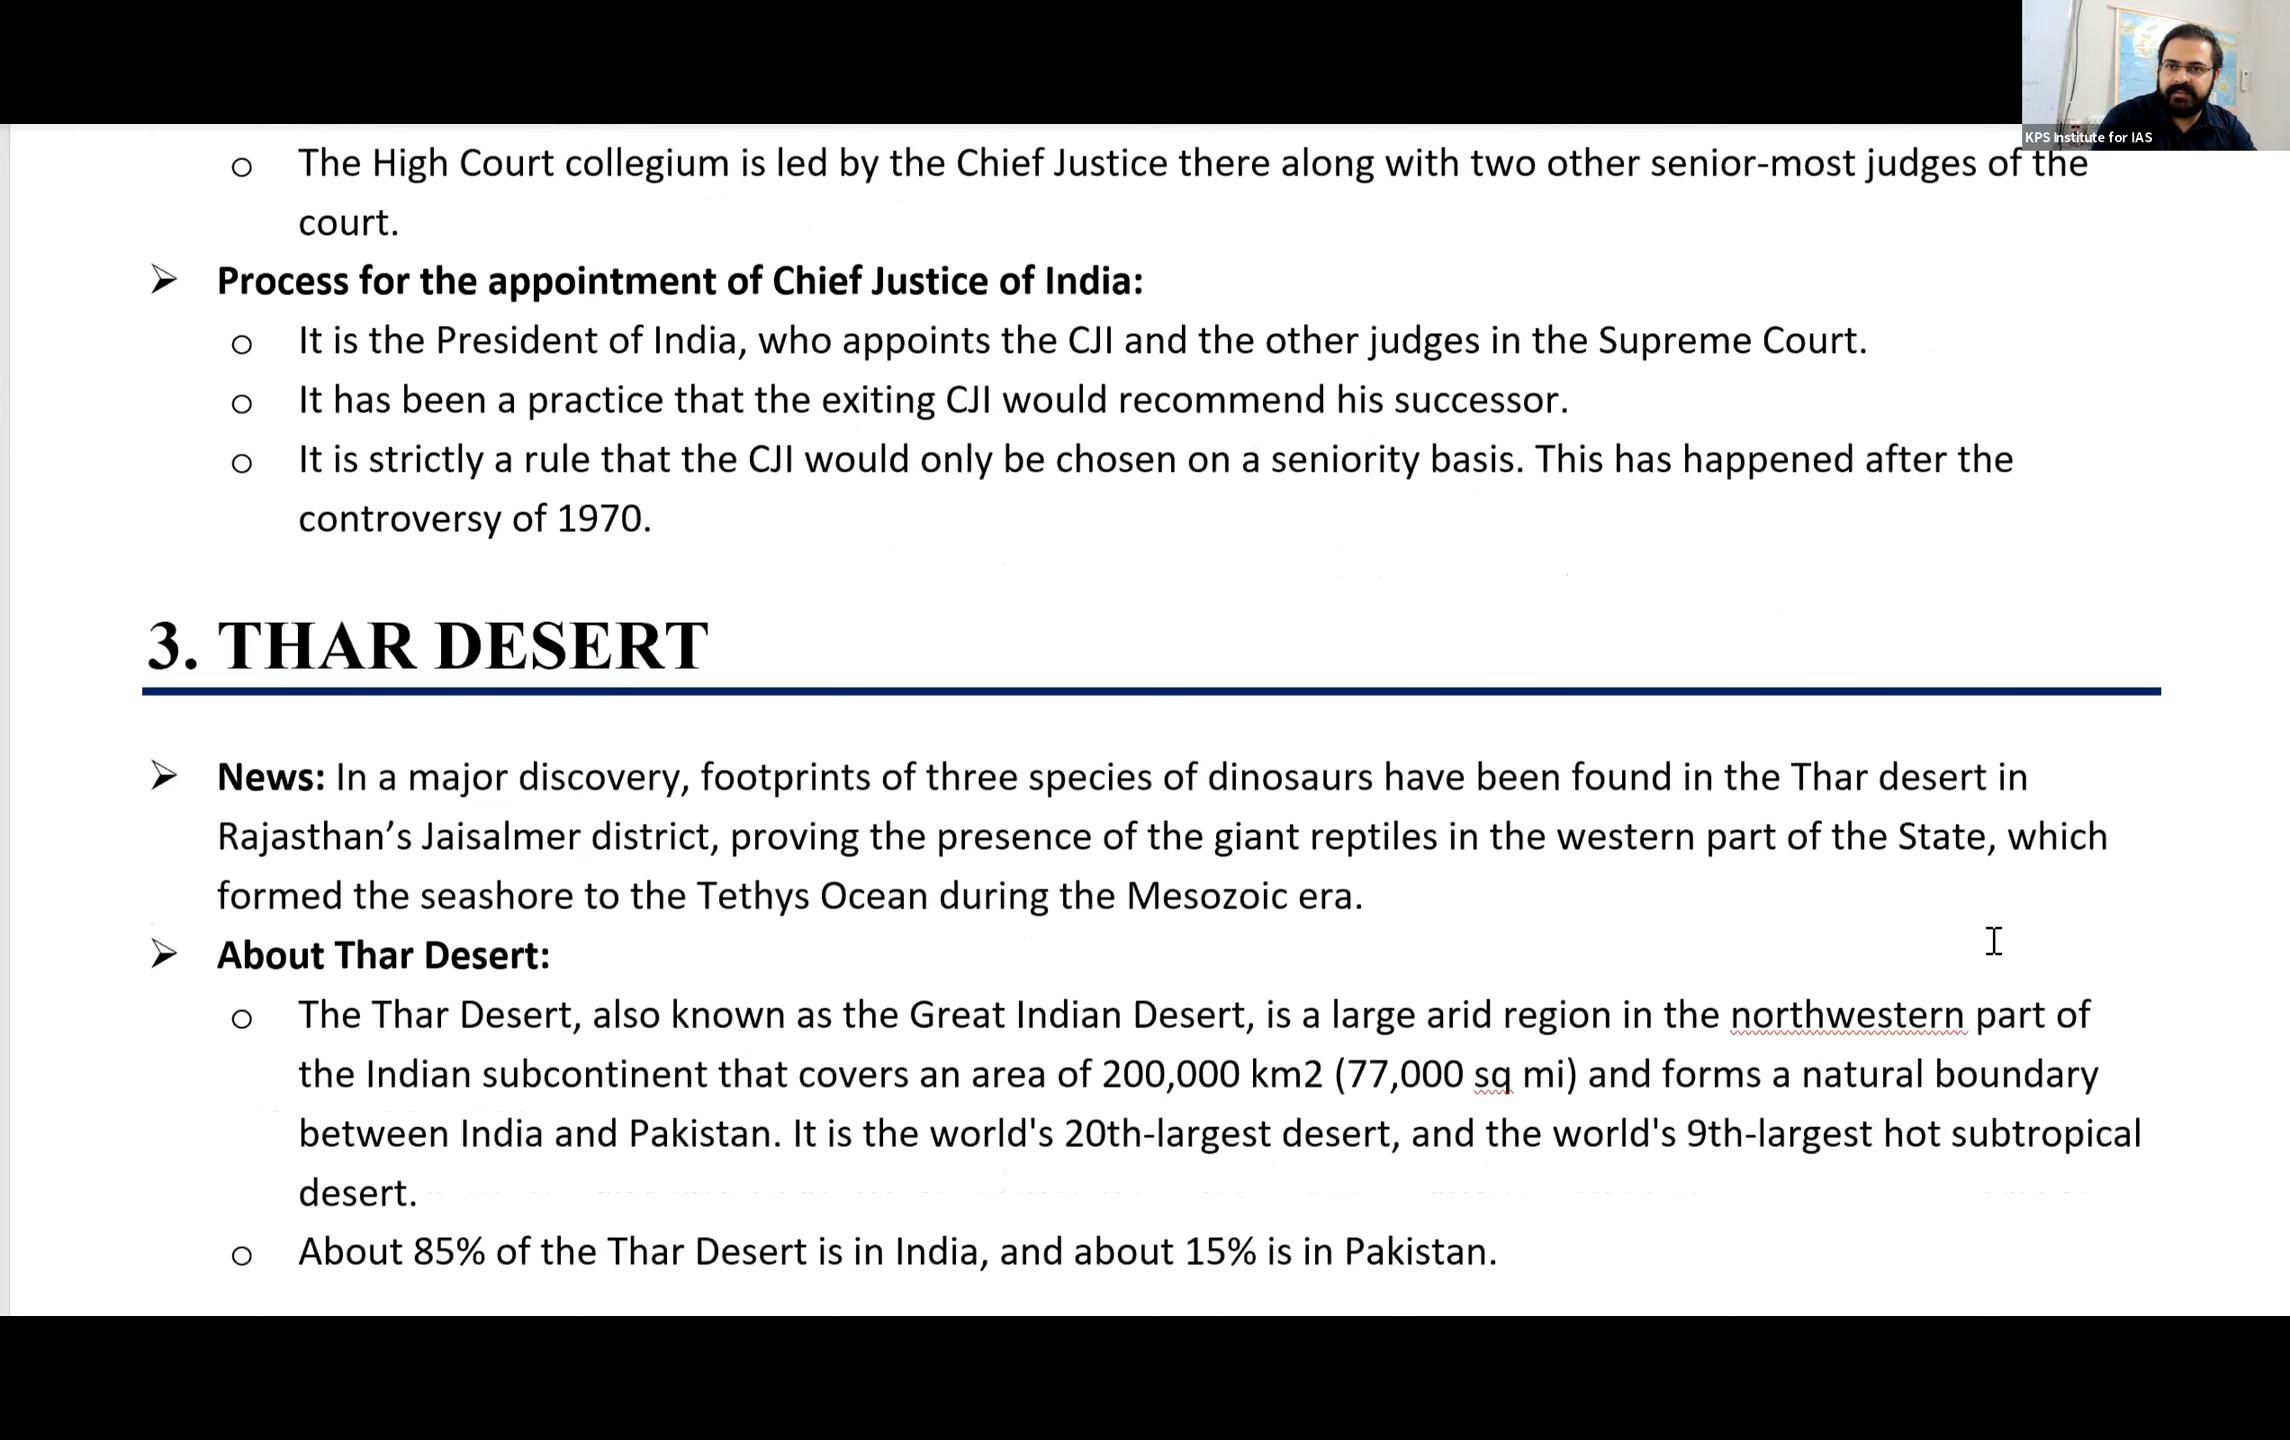 KPS Institute for IAS
o The High Court collegium is led by the Chief Justice there along with two other senior-most judges of the
court.
➢ Process for the appointment of Chief Justice of India:
o It is the President of India, who appoints the CJI and the other judges in the Supreme Court.
o It has been a practice that the exiting CJI would recommend his successor.
o It is strictly a rule that the CJI would only be chosen on a seniority basis. This has happened after the
controversy of 1970.
3. THAR DESERT
➢ News: In a major discovery, footprints of three species of dinosaurs have been found in the Thar desert in
Rajasthan’s Jaisalmer district, proving the presence of the giant reptiles in the western part of the State, which
formed the seashore to the Tethys Ocean during the Mesozoic era.
➢ About Thar Desert:
o The Thar Desert, also known as the Great Indian Desert, is a large arid region in the northwestern part of
the Indian subcontinent that covers an area of 200,000 km2 (77,000 sq mi) and forms a natural boundary
between India and Pakistan. It is the world's 20th-largest desert, and the world's 9th-largest hot subtropical
desert.
o About 85% of the Thar Desert is in India, and about 15% is in Pakistan.